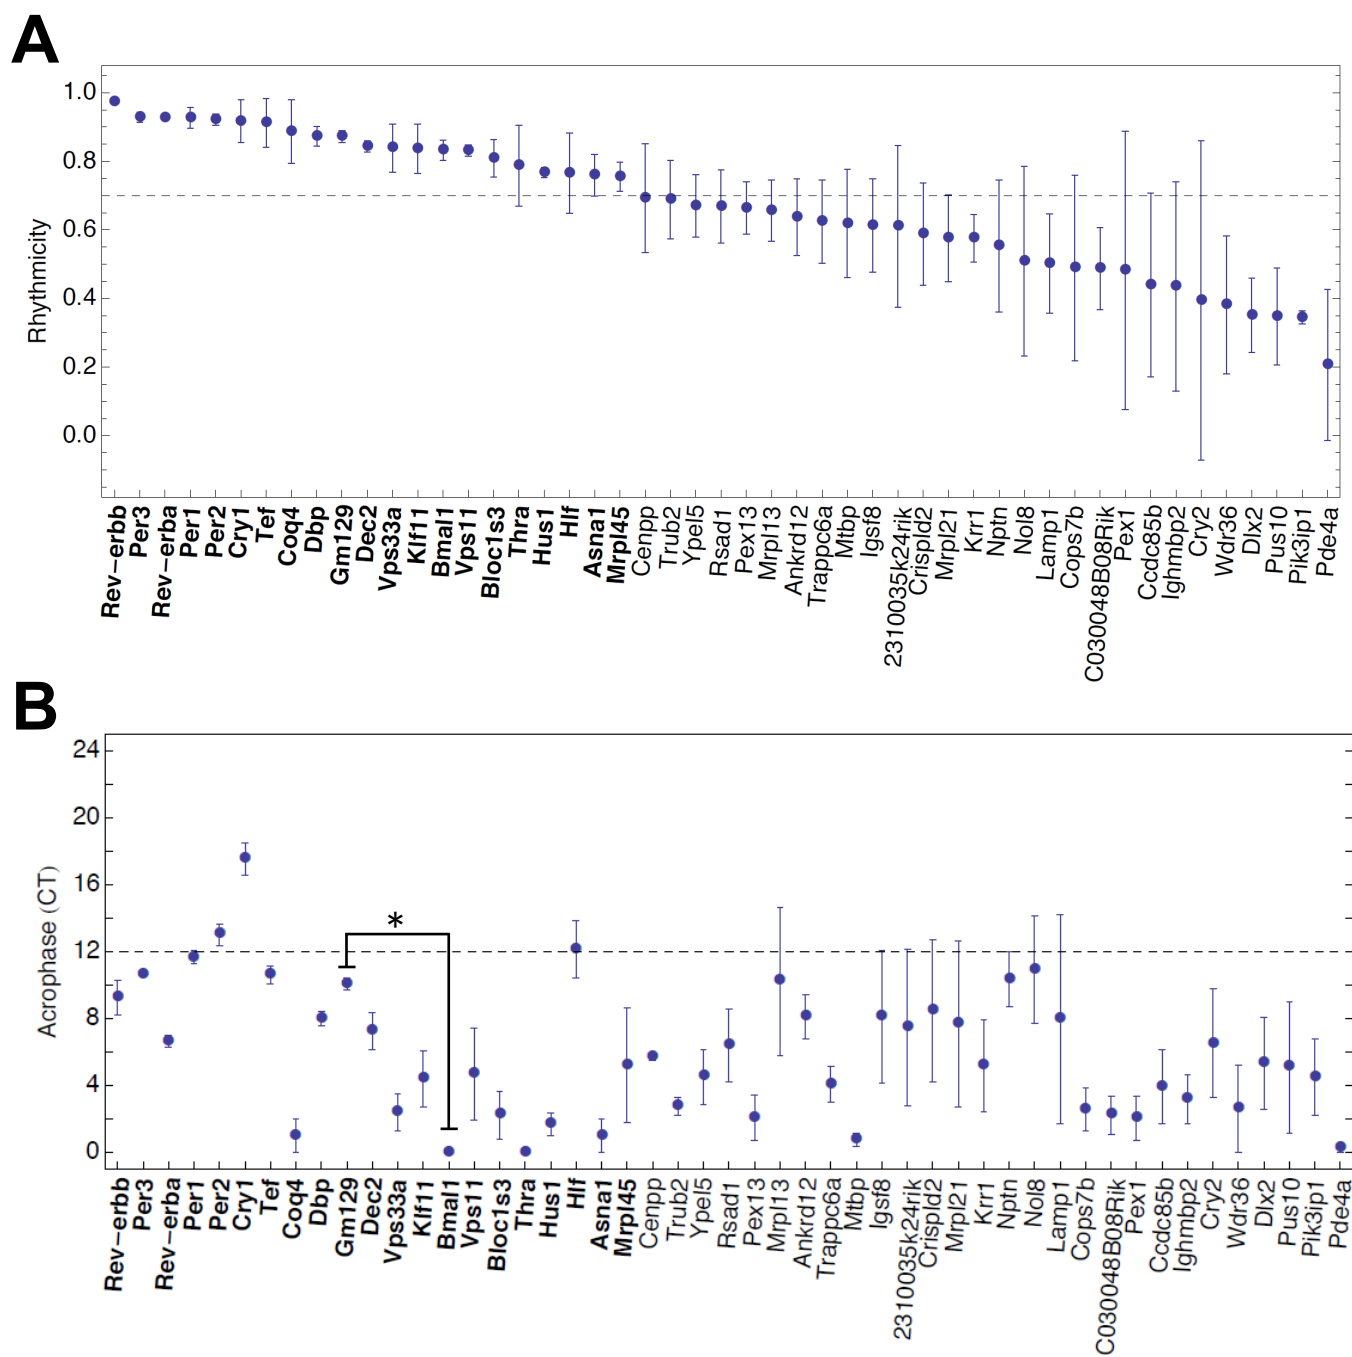 A
1.0
0.8
0.6
0.4
0.2
0.0
Rhythmicity
Rev-erbb
Per3
Rev-erba
Per1
Per2
Cry1
Tef
Coq4
Dbp
Gm129
Dec2
Vps33a
Klf11
Bmal1
Vps11
Bloc1s3
Thra
Hus1
Hlf
Asna1
Mrpl45
Cenpp
Trub2
Ypel5
Rsad1
Pex13
Mrpl13
Ankrd12
Trappc6a
Mtbp
Igsf8
2310035k24rik
Crispld2
Mrpl21
Krr1
Nptn
Nol8
Lamp1
Cops7b
C030048B08Rik
Pex1
Ccdc85b
Ighmbp2
Cry2
Wdr36
Dlx2
Pus10
Pik3ip1
Pde4a
B
24
20
16
12
8
4
0
Acrophase (CT)
*
Rev-erbb
Per3
Rev-erba
Per1
Per2
Cry1
Tef
Coq4
Dbp
Gm129
Dec2
Vps33a
Klf11
Bmal1
Vps11
Bloc1s3
Thra
Hus1
Hlf
Asna1
Mrpl45
Cenpp
Trub2
Ypel5
Rsad1
Pex13
Mrpl13
Ankrd12
Trappc6a
Mtbp
Igsf8
2310035k24rik
Crispld2
Mrpl21
Krr1
Nptn
Nol8
Lamp1
Cops7b
C030048B08Rik
Pex1
Ccdc85b
Ighmbp2
Cry2
Wdr36
Dlx2
Pus10
Pik3ip1
Pde4a